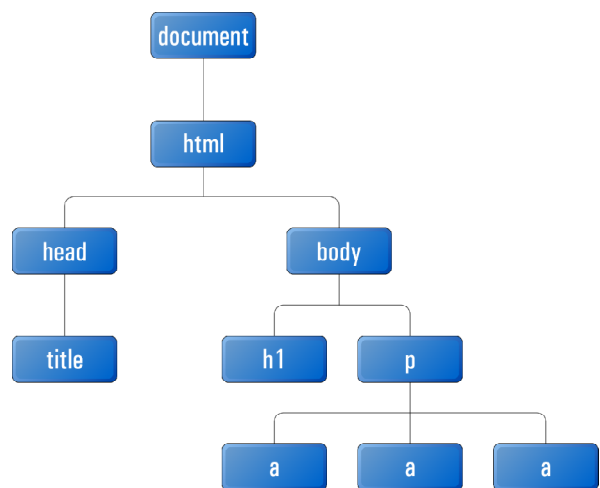 document
html
head body
title h1 p
a a a